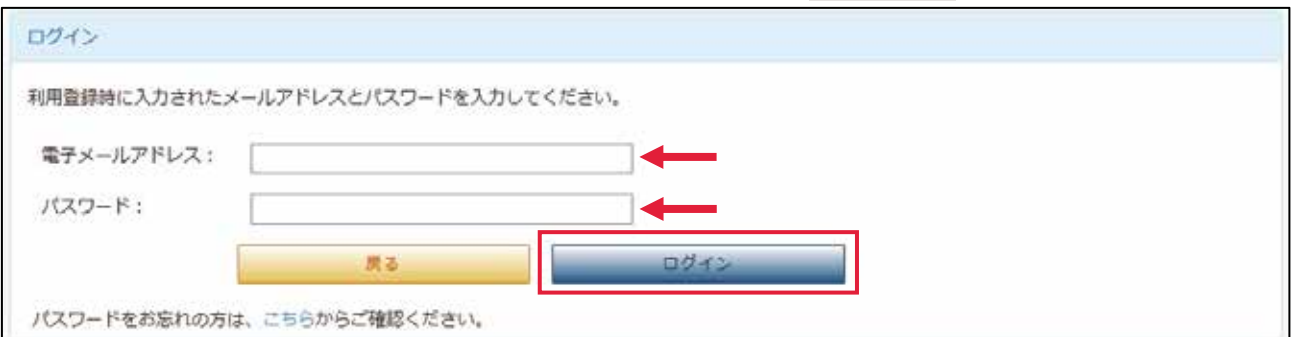 ログイン
利用登録時に入力されたメールアドレスとパスワードを入力してください。
電子メールアドレス：
パスワード：
戻る
ログイン
パスワードをお忘れの方は、こちらからご確認ください。